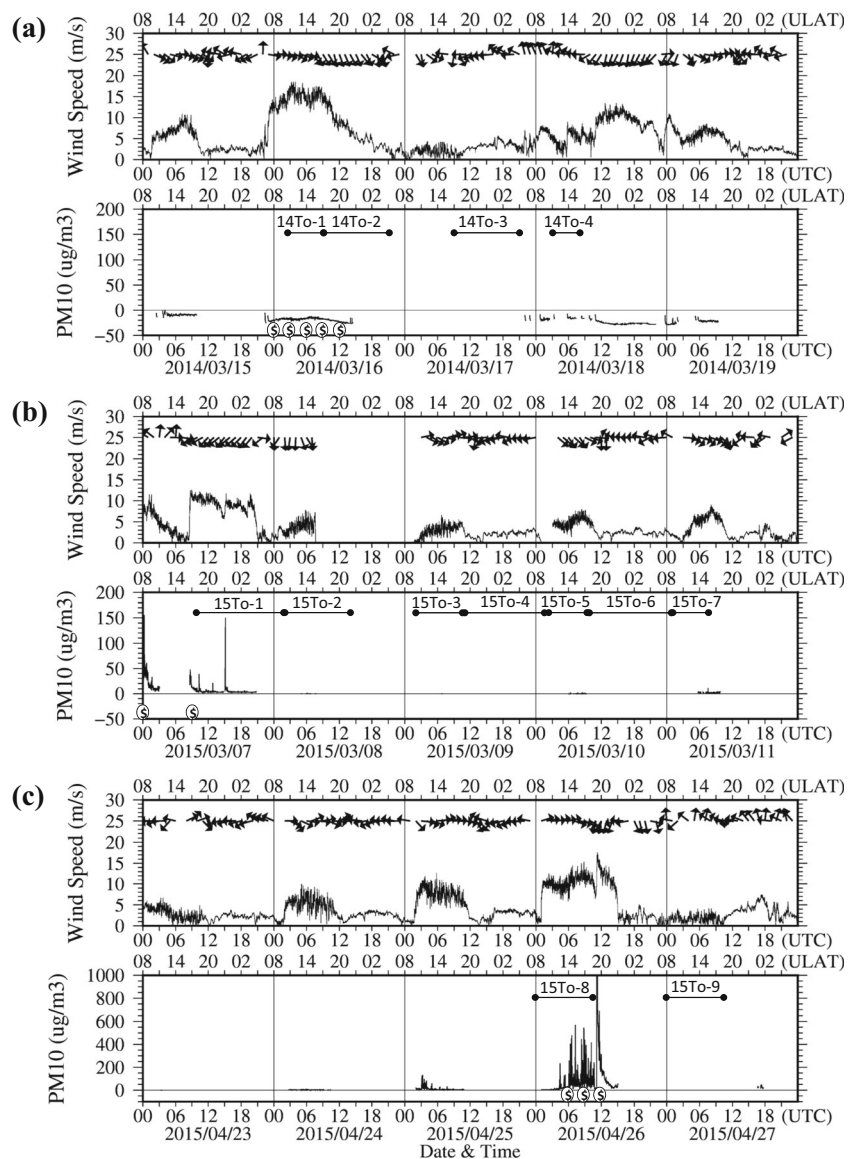 08 14 20 02 08 14 20 02 08 14 20 02 08 14 20 02 08 14 20 02 (ULAT)
(a)
Wind Speed (m/s)
30
25
20
15
10
5
0
00 06 12 18 00 06 12 18 00 06 12 18 00 06 12 18 00 06 12 18 (UTC)
08 14 20 02 08 14 20 02 08 14 20 02 08 14 20 02 08 14 20 02 (ULAT)
PM10 (ug/m3)
200
150
100
50
0
−50
14To-1 14To-2 14To-3 14To-4
$ $ $ $ $
00 06 12 18 00 06 12 18 00 06 12 18 00 06 12 18 00 06 12 18 (UTC)
2014/03/15 2014/03/16 2014/03/17 2014/03/18 2014/03/19
08 14 20 02 08 14 20 02 08 14 20 02 08 14 20 02 08 14 20 02 (ULAT)
(b)
Wind Speed (m/s)
30
25
20
15
10
5
0
00 06 12 18 00 06 12 18 00 06 12 18 00 06 12 18 00 06 12 18 (UTC)
08 14 20 02 08 14 20 02 08 14 20 02 08 14 20 02 08 14 20 02 (ULAT)
PM10 (ug/m3)
200
150
100
50
0
−50
15To-1 15To-2 15To-3 15To-4 15To-5 15To-6 15To-7
$ $
00 06 12 18 00 06 12 18 00 06 12 18 00 06 12 18 00 06 12 18 (UTC)
2015/03/07 2015/03/08 2015/03/09 2015/03/10 2015/03/11
08 14 20 02 08 14 20 02 08 14 20 02 08 14 20 02 08 14 20 02 (ULAT)
(c)
Wind Speed (m/s)
30
25
20
15
10
5
0
00 06 12 18 00 06 12 18 00 06 12 18 00 06 12 18 00 06 12 18 (UTC)
08 14 20 02 08 14 20 02 08 14 20 02 08 14 20 02 08 14 20 02 (ULAT)
PM10 (ug/m3)
1000
800
600
400
200
0
15To-8 15To-9
$ $ $
00 06 12 18 00 06 12 18 00 06 12 18 00 06 12 18 00 06 12 18 (UTC)
2015/04/23 2015/04/24 2015/04/25 2015/04/26 2015/04/27
Date & Time